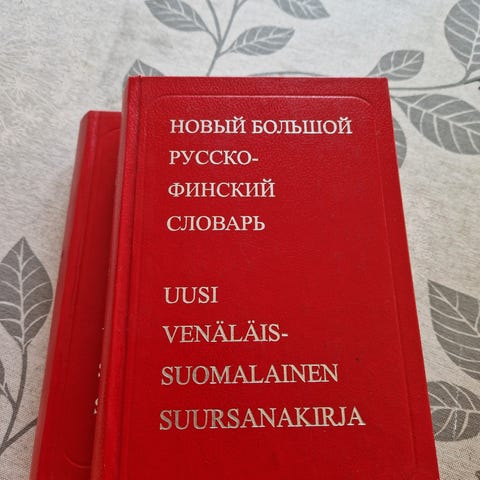 НОВЫЙ БОЛЬШОЙ
РУССКО-
ФИНСКИЙ
СЛОВАРЬ
UUSI
VENÄLÄIS-
SUOMALAINEN
SUURSANAKIRJA